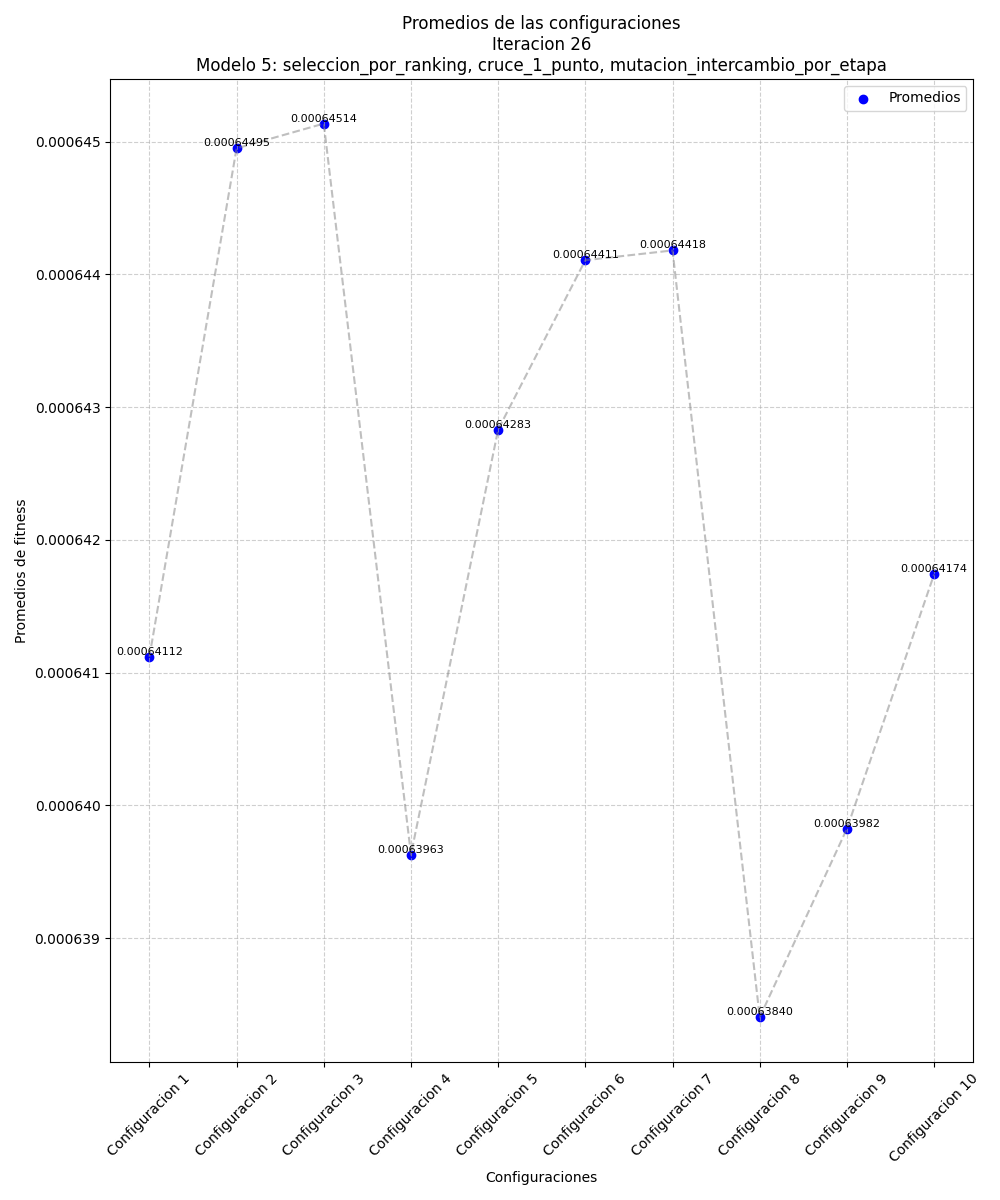 Promedios de las configuraciones
Iteracion 26
Modelo 5: seleccion_por_ranking, cruce_1_punto, mutacion_intercambio_por_etapa
Promedios
0.000645
0.000644
0.000643
0.000642
0.000641
0.000640
0.000639
Promedios de fitness
0.00064112
0.00064495
0.00064514
0.00063963
0.00064283
0.00064411
0.00064418
0.00063840
0.00063982
0.00064174
Configuracion 1
Configuracion 2
Configuracion 3
Configuracion 4
Configuracion 5
Configuracion 6
Configuracion 7
Configuracion 8
Configuracion 9
Configuracion 10
Configuraciones